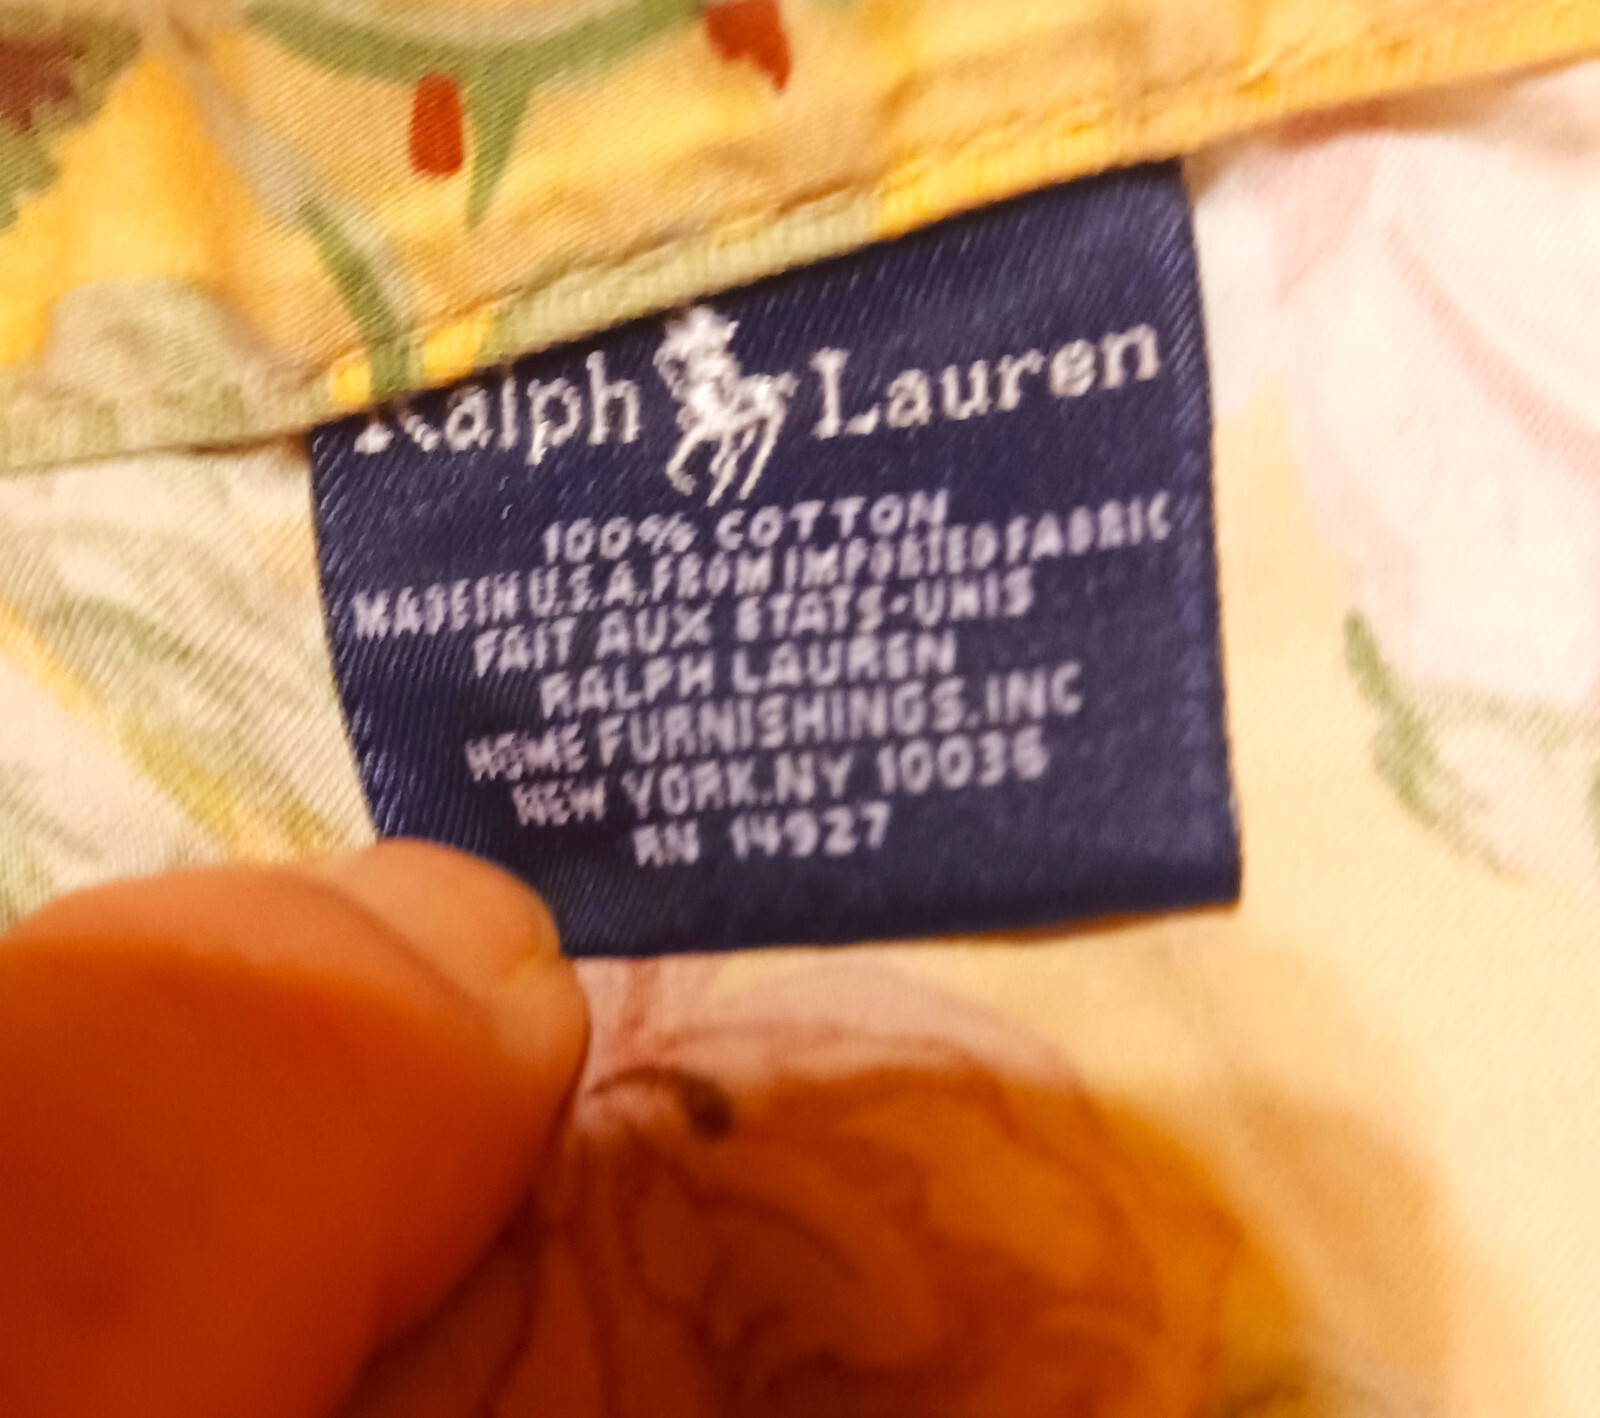 Ralph Lauren
100% COTTON
MADE IN U.S.A. FROM IMPORTED FABRIC
FAIT AUX ETATS-UNIS
RALPH LAUREN
HOME FURNISHINGS, INC
NEW YORK, NY 10036
RN 14927